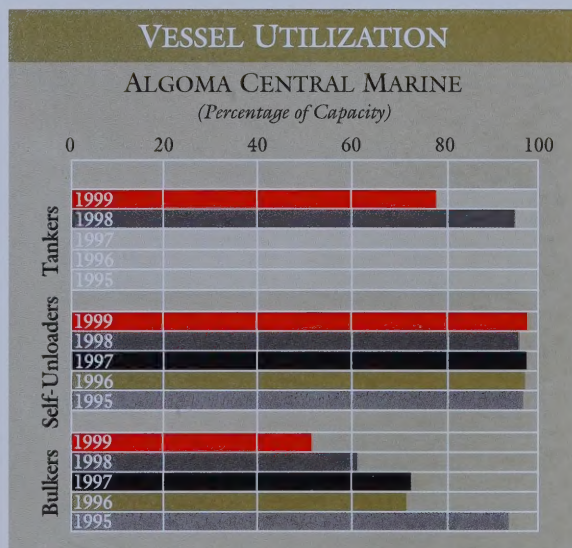 VESSEL UTILIZATION
ALGOMA CENTRAL MARINE
(Percentage of Capacity)
0 20 40 60 80 100
Tankers
1999
1998
1997
1996
1995
Self-Unloaders
1999
1998
1997
1996
1995
Bulkers
1999
1998
1997
1996
1995